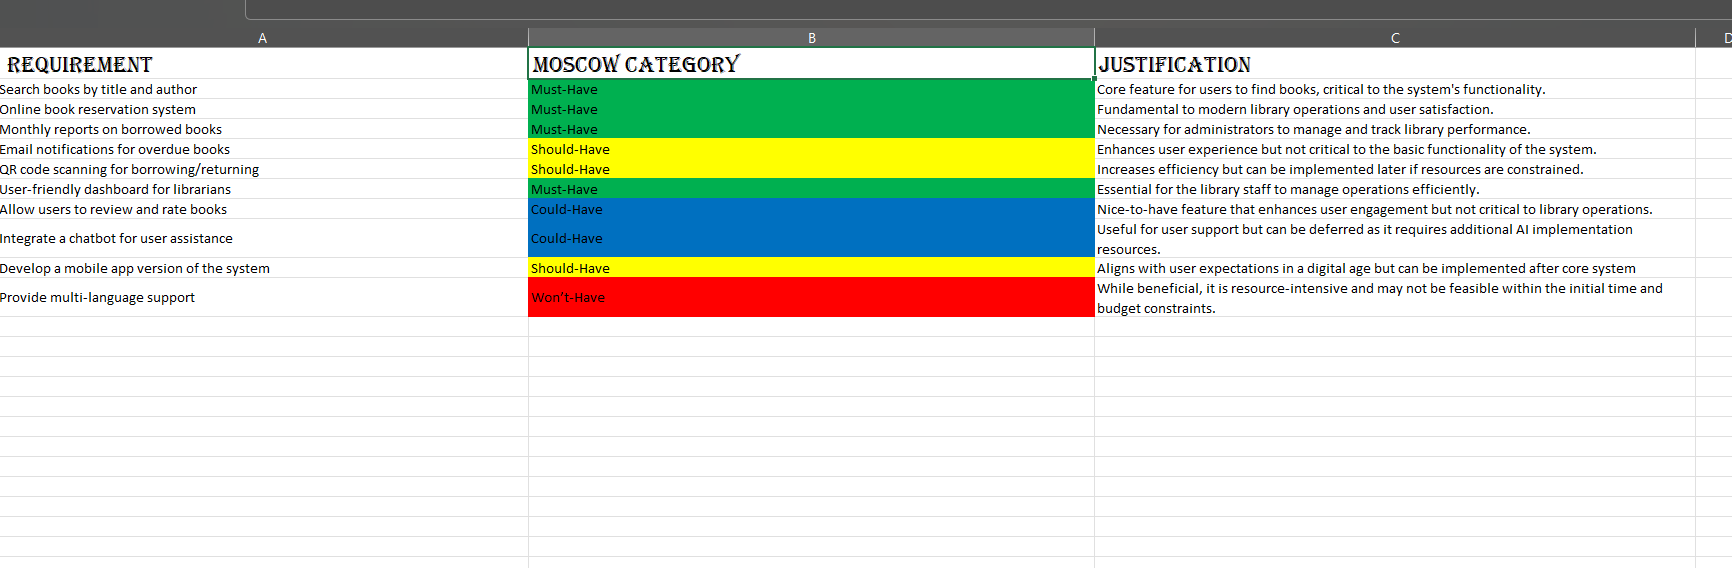 A B C D
REQUIREMENT MOSCOW CATEGORY JUSTIFICATION
Search books by title and author Must-Have Core feature for users to find books, critical to the system's functionality.
Online book reservation system Must-Have Fundamental to modern library operations and user satisfaction.
Monthly reports on borrowed books Must-Have Necessary for administrators to manage and track library performance.
Email notifications for overdue books Should-Have Enhances user experience but not critical to the basic functionality of the system.
QR code scanning for borrowing/returning Should-Have Increases efficiency but can be implemented later if resources are constrained.
User-friendly dashboard for librarians Must-Have Essential for the library staff to manage operations efficiently.
Allow users to review and rate books Could-Have Nice-to-have feature that enhances user engagement but not critical to library operations.
Integrate a chatbot for user assistance Could-Have Useful for user support but can be deferred as it requires additional AI implementation
resources.
Develop a mobile app version of the system Should-Have Aligns with user expectations in a digital age but can be implemented after core system
Provide multi-language support Won't-Have While beneficial, it is resource-intensive and may not be feasible within the initial time and
budget constraints.